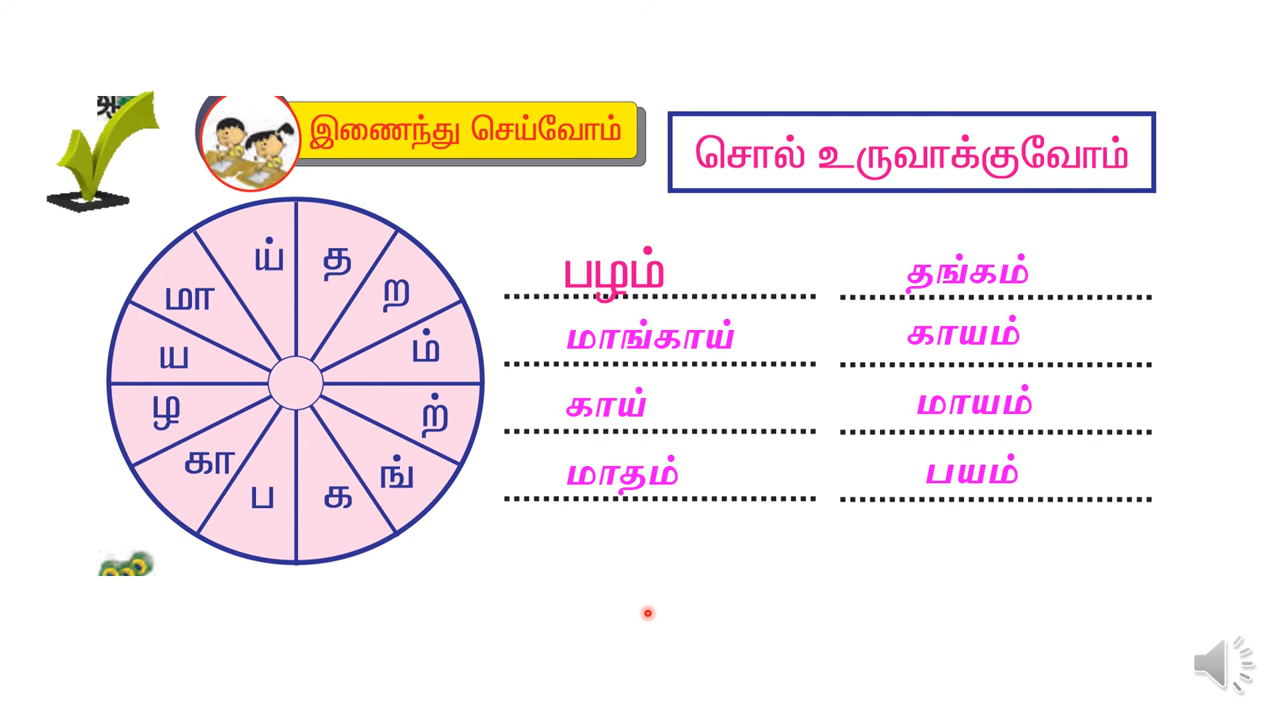 இணைந்து செய்வோம்
சொல் உருவாக்குவோம்
ய் த
மா ற
ய ம்
ழ ற்
கா ங்
ப க
பழம் தங்கம்
மாங்காய் காயம்
காய் மாயம்
மாதம் பயம்